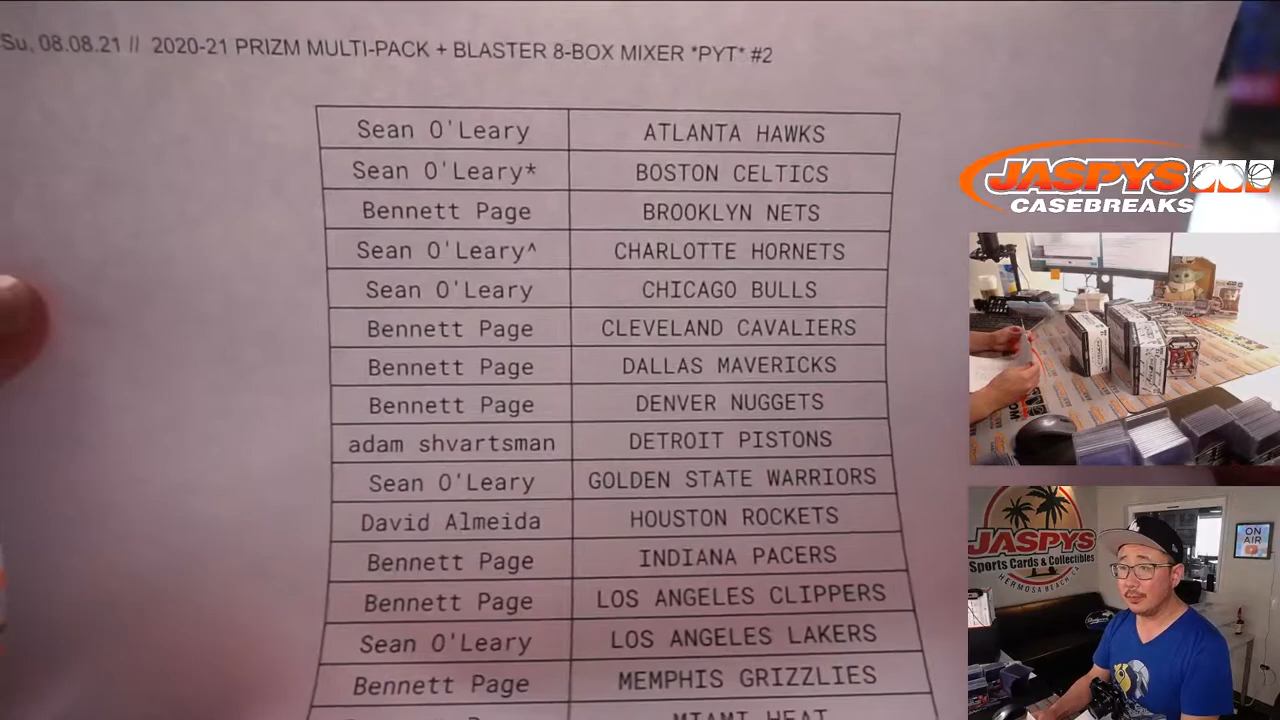 Su, 08.08.21 // 2020-21 PRIZM MULTI-PACK + BLASTER 8-BOX MIXER *PYT* #2
Sean O'Leary ATLANTA HAWKS
Sean O'Leary* BOSTON CELTICS
Bennett Page BROOKLYN NETS
Sean O'Leary^ CHARLOTTE HORNETS
Sean O'Leary CHICAGO BULLS
Bennett Page CLEVELAND CAVALIERS
Bennett Page DALLAS MAVERICKS
Bennett Page DENVER NUGGETS
adam shvartsman DETROIT PISTONS
Sean O'Leary GOLDEN STATE WARRIORS
David Almeida HOUSTON ROCKETS
Bennett Page INDIANA PACERS
Bennett Page LOS ANGELES CLIPPERS
Sean O'Leary LOS ANGELES LAKERS
Bennett Page MEMPHIS GRIZZLIES
MIAMI HEAT
JASPYS
CASEBREAKS
JASPYS
Sports Cards & Collectibles
HERMOSA BEACH, CA
ON
AIR
LA